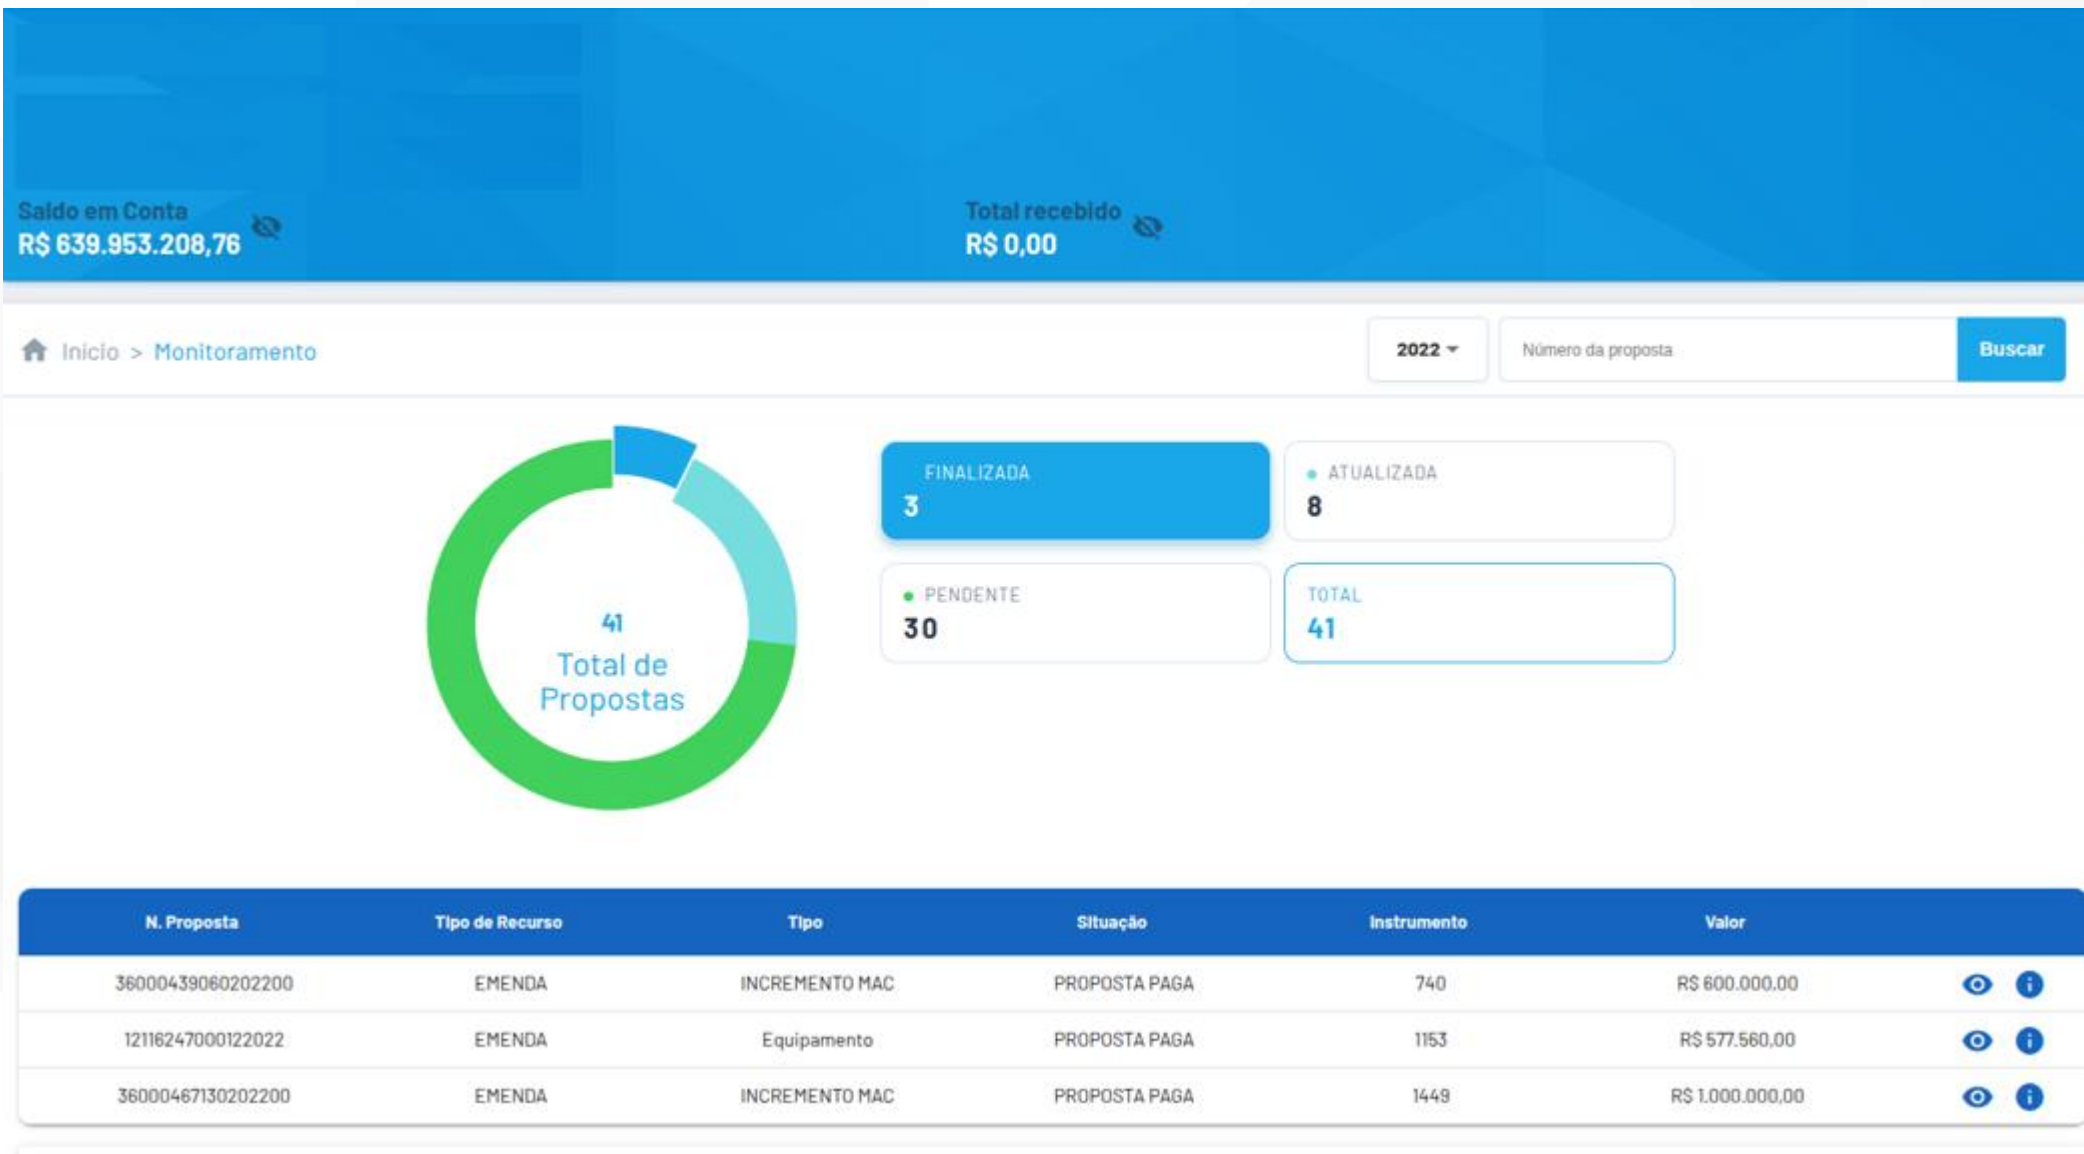 Saldo em Conta
R$ 639.953.208,76
Total recebido
R$ 0,00
Início > Monitoramento
2022
Número da proposta
Buscar
41
Total de
Propostas
FINALIZADA
3
ATUALIZADA
8
PENDENTE
30
TOTAL
41
N. Proposta Tipo de Recurso Tipo Situação Instrumento Valor
36000439060202200 EMENDA INCREMENTO MAC PROPOSTA PAGA 740 R$ 600.000,00
12116247000122022 EMENDA Equipamento PROPOSTA PAGA 1153 R$ 577.560,00
36000467130202200 EMENDA INCREMENTO MAC PROPOSTA PAGA 1449 R$ 1.000.000,00